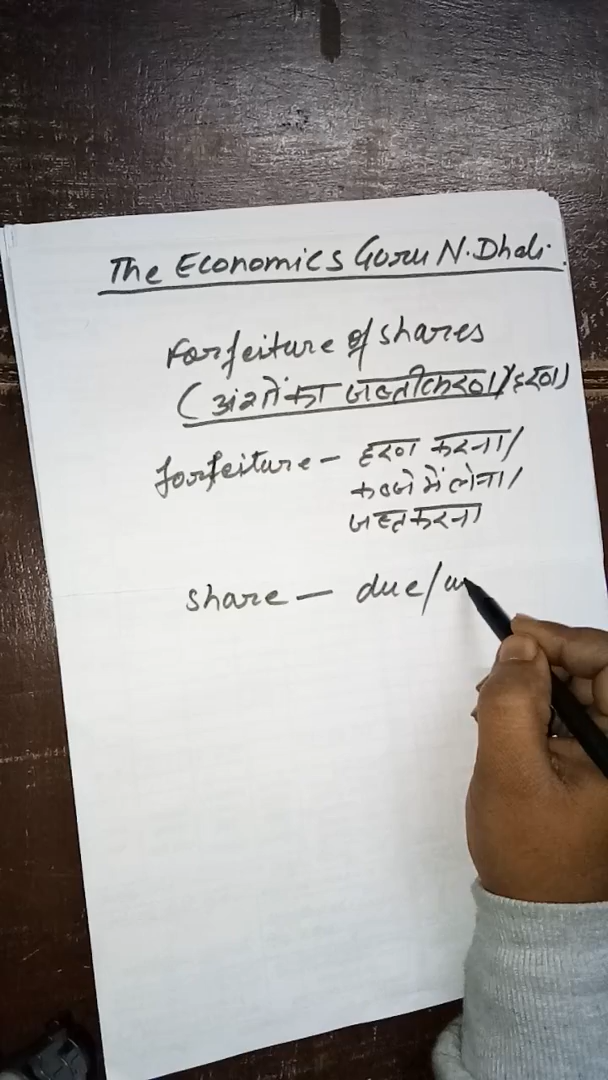 The Economics Guru N. Dhali.
Forfeiture of shares
(अंशों का जब्तीकरण/हरण)
forfeiture - हरण करना/
कब्जे में लेना/
जब्त करना
share - due/